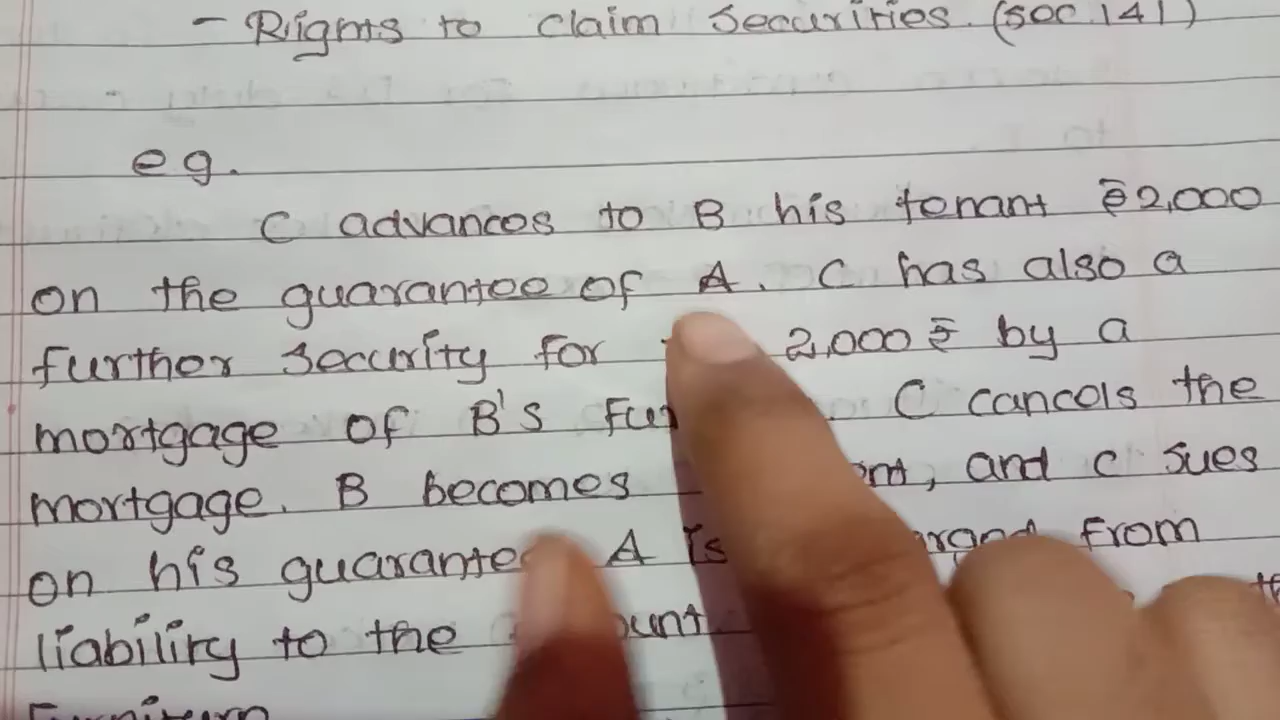 - Rights to claim securities. (sec 141)
eg.
C advances to B his tenant ₹2,000
on the guarantee of A. C has also a
further security for 2,000 ₹ by a
mortgage of B's C cancels the
mortgage. B becomes and C sues
on his guarantee A is from
liability to the